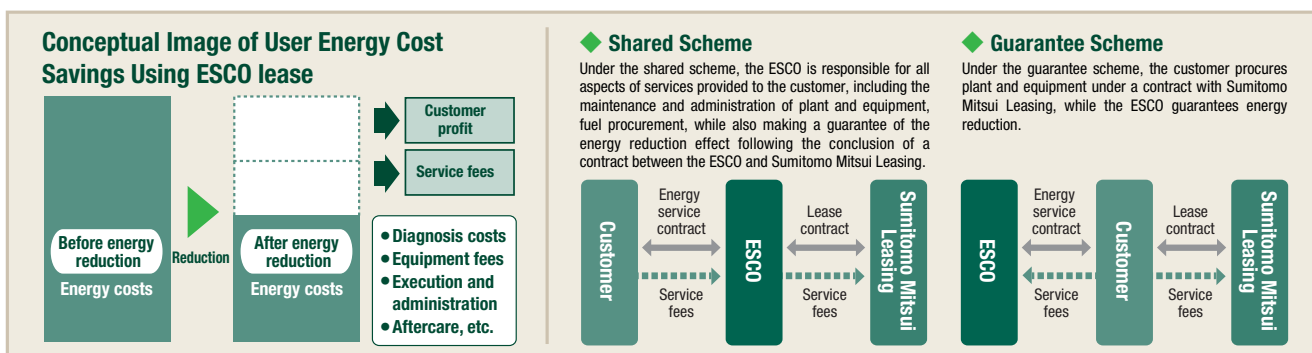 Conceptual Image of User Energy Cost
Savings Using ESCO lease
Before energy
reduction
Energy costs
Reduction
After energy
reduction
Energy costs
Customer
profit
Service fees
• Diagnosis costs
• Equipment fees
• Execution and
administration
• Aftercare, etc.
Shared Scheme
Under the shared scheme, the ESCO is responsible for all
aspects of services provided to the customer, including the
maintenance and administration of plant and equipment,
fuel procurement, while also making a guarantee of the
energy reduction effect following the conclusion of a
contract between the ESCO and Sumitomo Mitsui Leasing.
Customer
Energy
service
contract
Service
fees
ESCO
Lease
contract
Service
fees
Sumitomo Mitsui
Leasing
Guarantee Scheme
Under the guarantee scheme, the customer procures
plant and equipment under a contract with Sumitomo
Mitsui Leasing, while the ESCO guarantees energy
reduction.
ESCO
Energy
service
contract
Service
fees
Customer
Lease
contract
Service
fees
Sumitomo Mitsui
Leasing